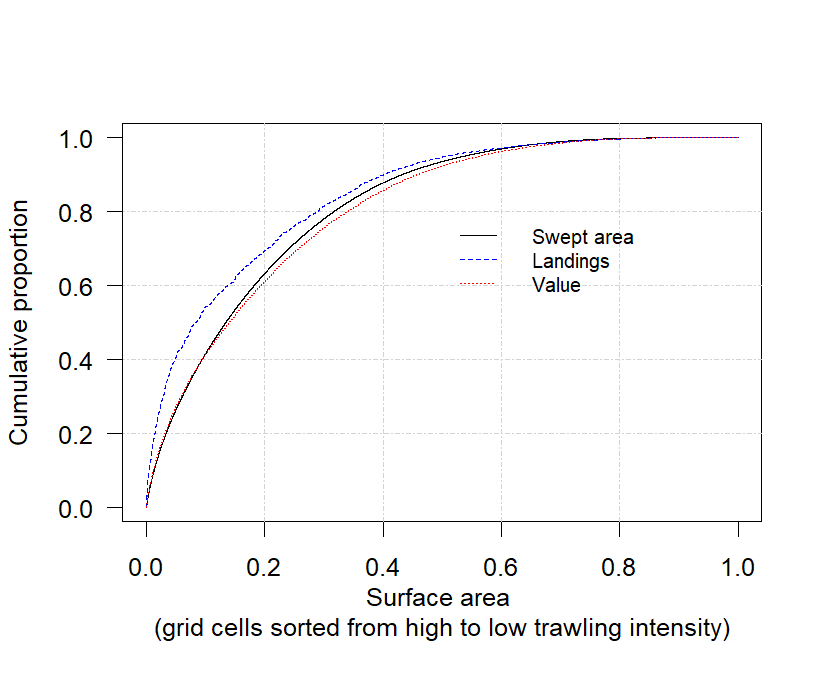 Cumulative proportion
1.0
0.8
0.6
0.4
0.2
0.0
Swept area
Landings
Value
0.0 0.2 0.4 0.6 0.8 1.0
Surface area
(grid cells sorted from high to low trawling intensity)